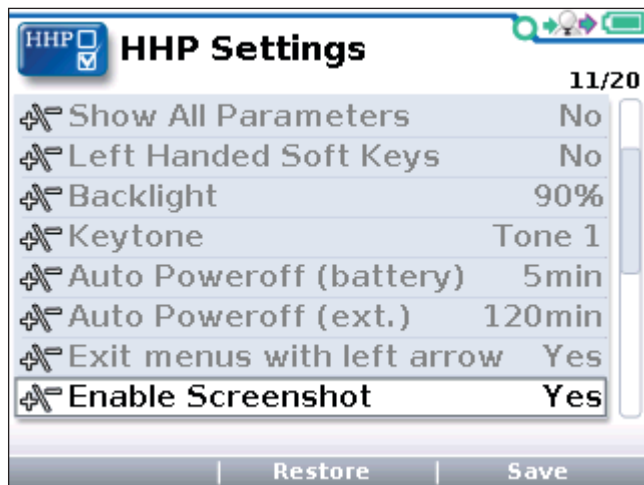 HHP
HHP Settings
11/20
Show All Parameters No
Left Handed Soft Keys No
Backlight 90%
Keytone Tone 1
Auto Poweroff (battery) 5min
Auto Poweroff (ext.) 120min
Exit menus with left arrow Yes
Enable Screenshot Yes
Restore Save